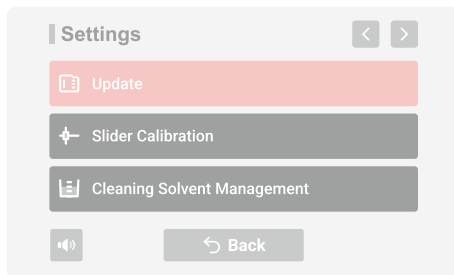 Settings
Update
Slider Calibration
Cleaning Solvent Management
Back